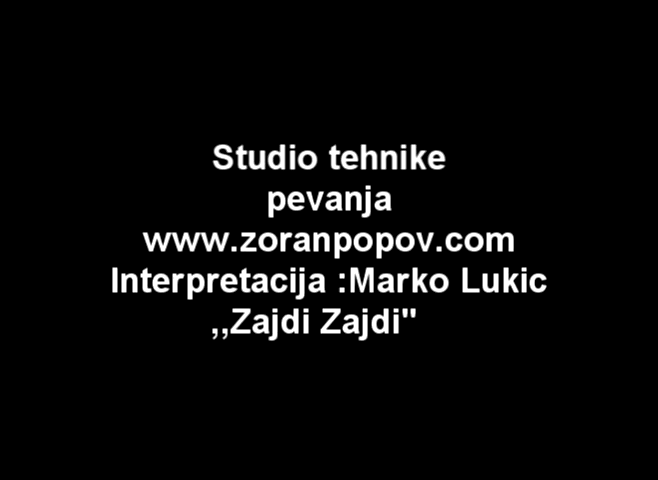 Studio tehnike
pevanja
www.zoranpopov.com
Interpretacija :Marko Lukic
,,Zajdi Zajdi"